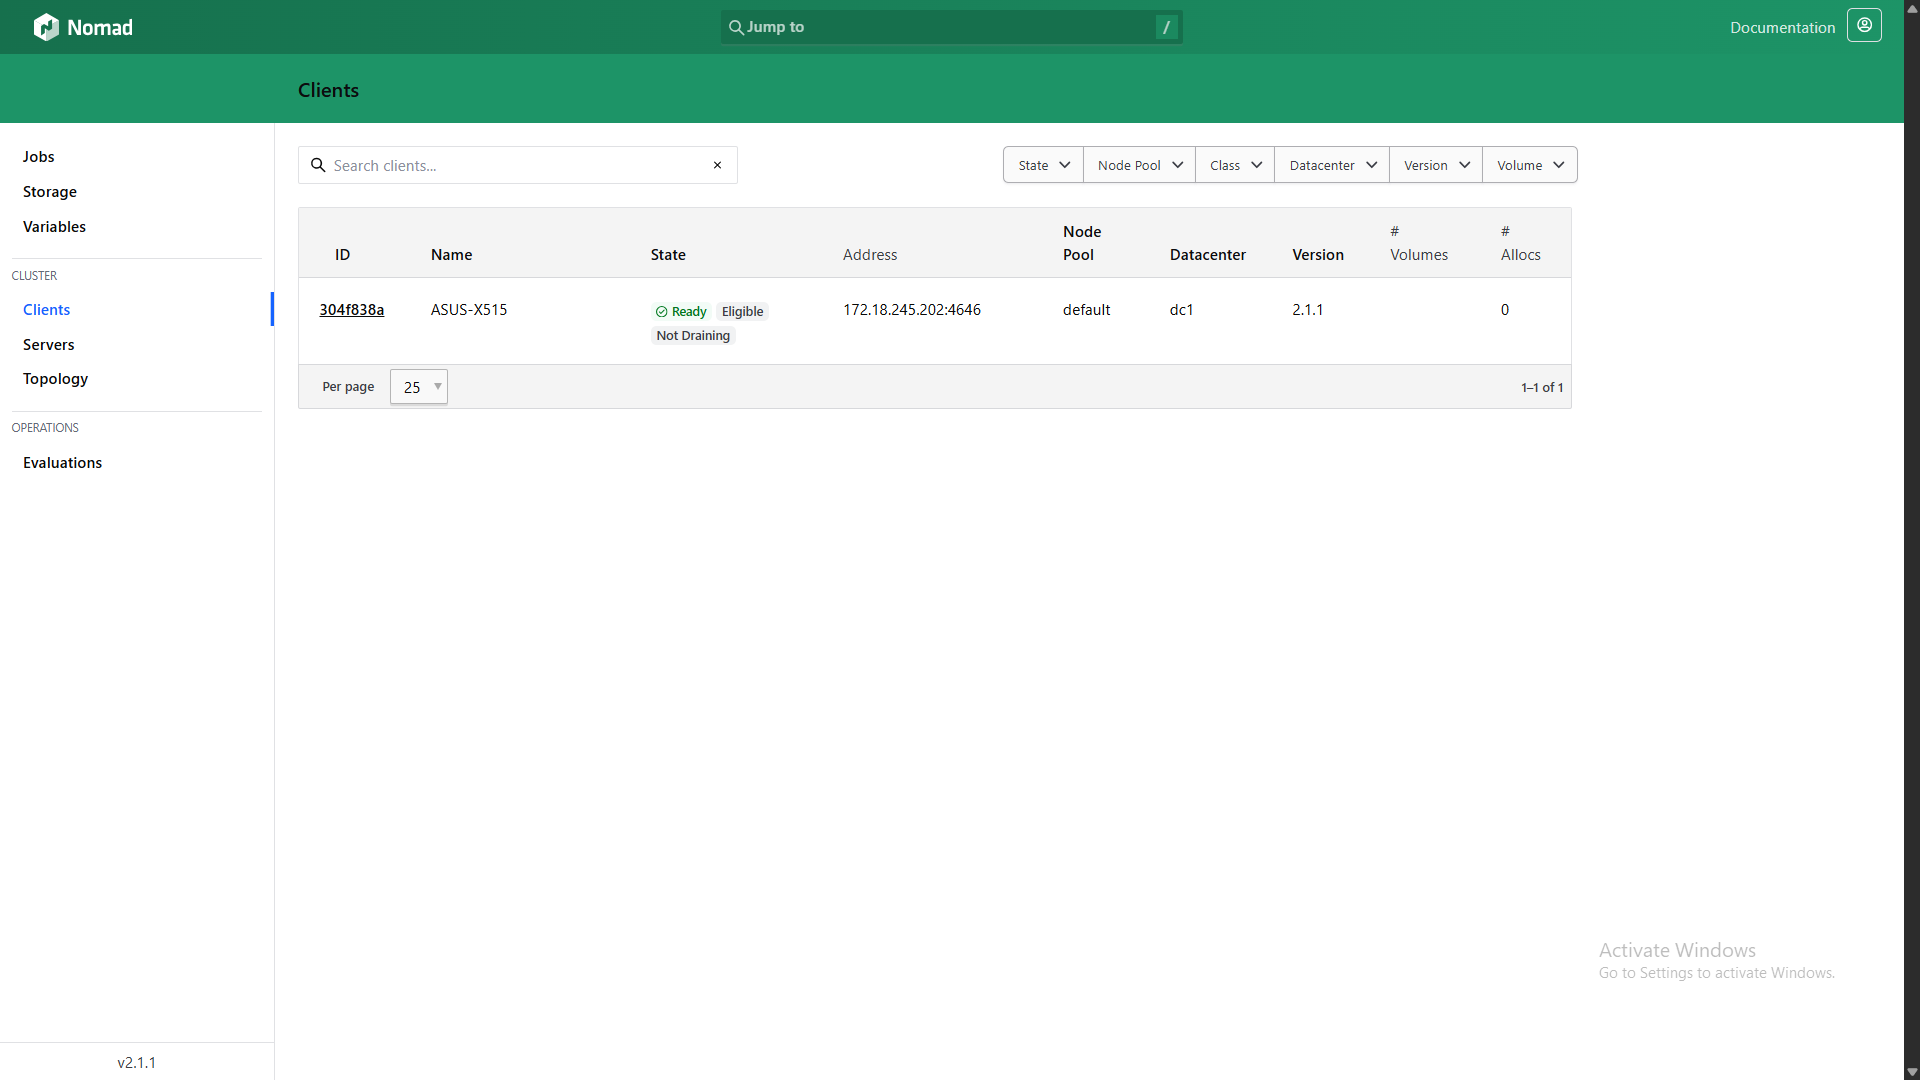 Nomad
Jump to
/
Documentation
Clients
Jobs
Storage
Variables
CLUSTER
Clients
Servers
Topology
OPERATIONS
Evaluations
v2.1.1
Search clients...
State
Node Pool
Class
Datacenter
Version
Volume
ID
Name
State
Address
Node Pool
Datacenter
Version
# Volumes
# Allocs
304f838a
ASUS-X515
Ready
Eligible
Not Draining
172.18.245.202:4646
default
dc1
2.1.1
0
Per page
25
1–1 of 1
Activate Windows
Go to Settings to activate Windows.